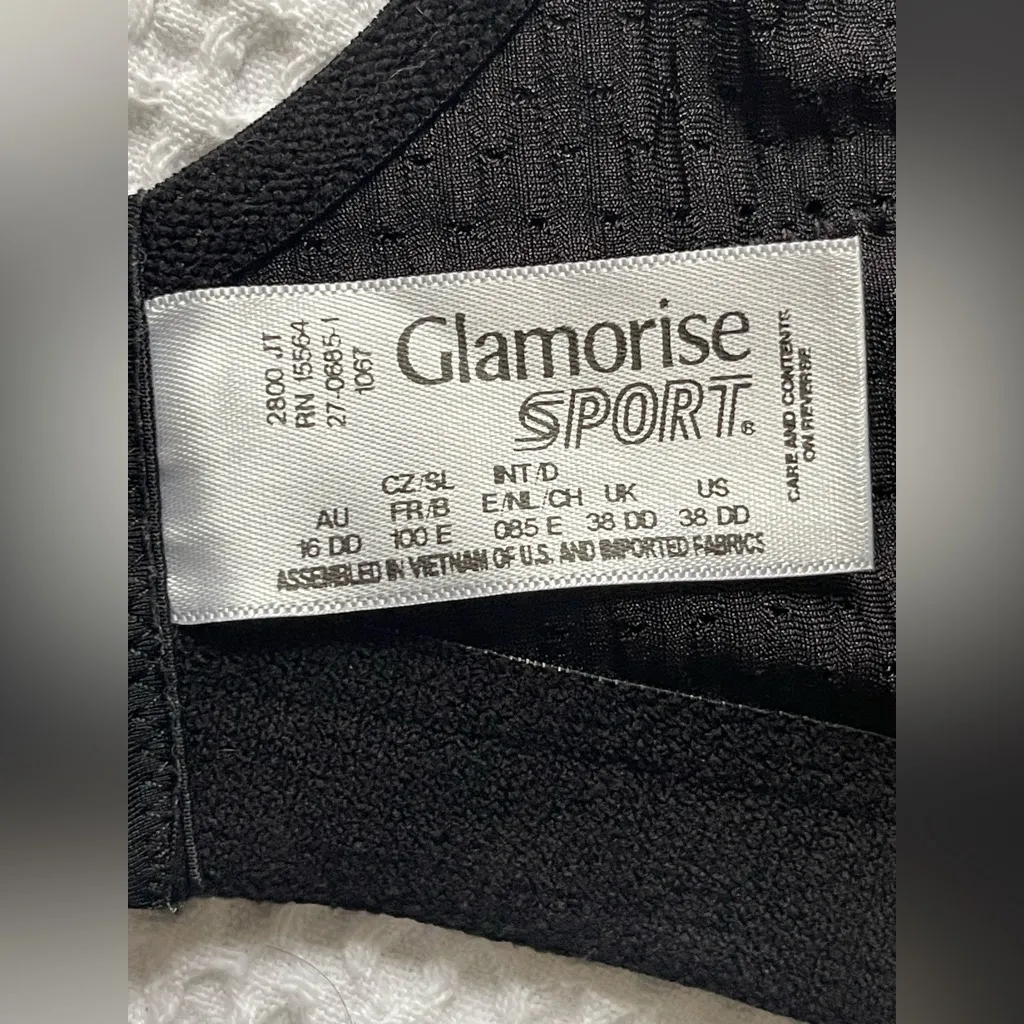 2800 JT
RN 15564
27-0685-1
1067
Glamorise
SPORT®
CARE AND CONTENTS
ON REVERSE
CZ/SL INT/D
AU FR/B E/NL/CH UK US
16 DD 100 E 085 E 38 DD 38 DD
ASSEMBLED IN VIETNAM OF U.S. AND IMPORTED FABRICS